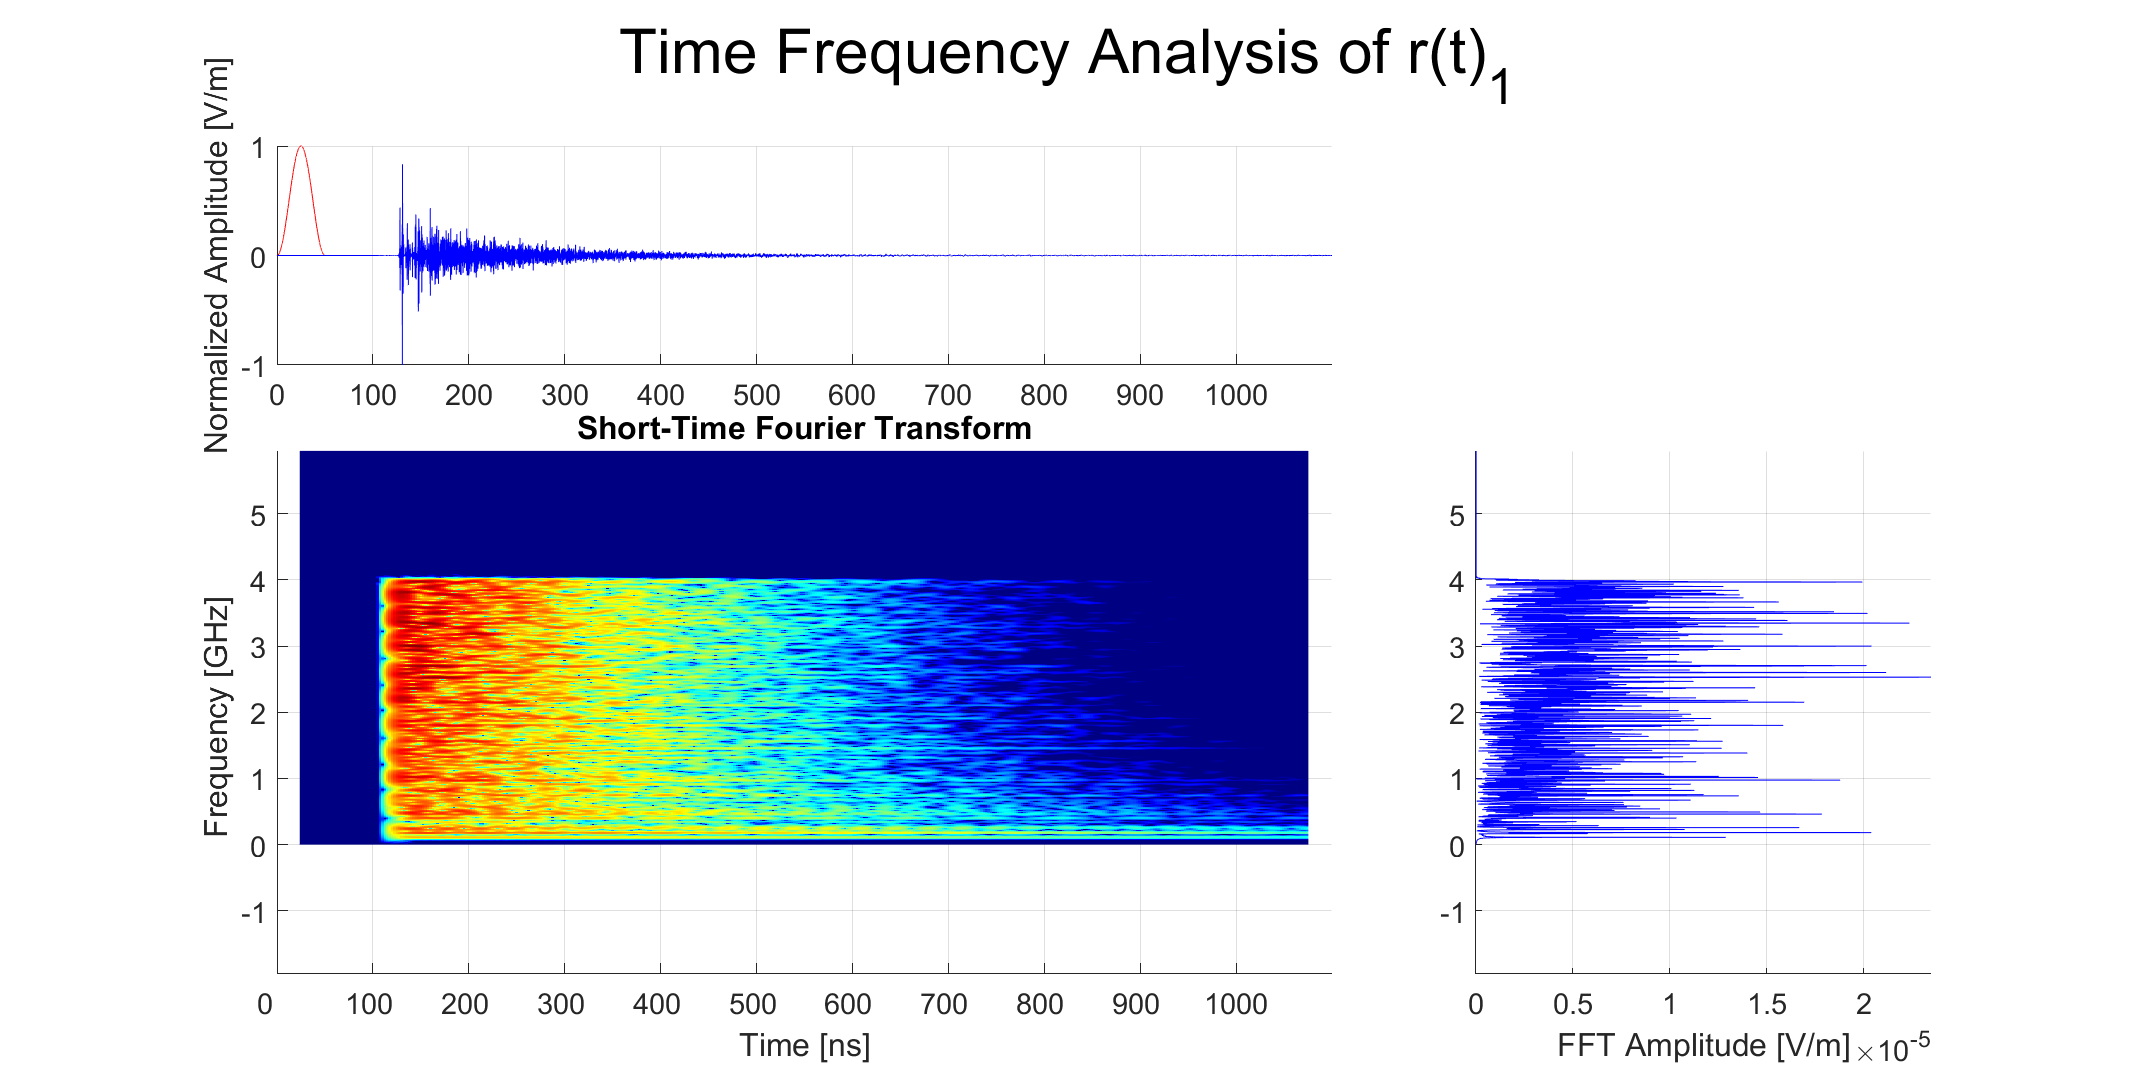 Time Frequency Analysis of r(t)₁
Normalized Amplitude [V/m]
1
0
-1
0 100 200 300 400 500 600 700 800 900 1000
Short-Time Fourier Transform
Frequency [GHz]
5
4
3
2
1
0
-1
0 100 200 300 400 500 600 700 800 900 1000
Time [ns]
5
4
3
2
1
0
-1
0 0.5 1 1.5 2
FFT Amplitude [V/m] ×10⁻⁵